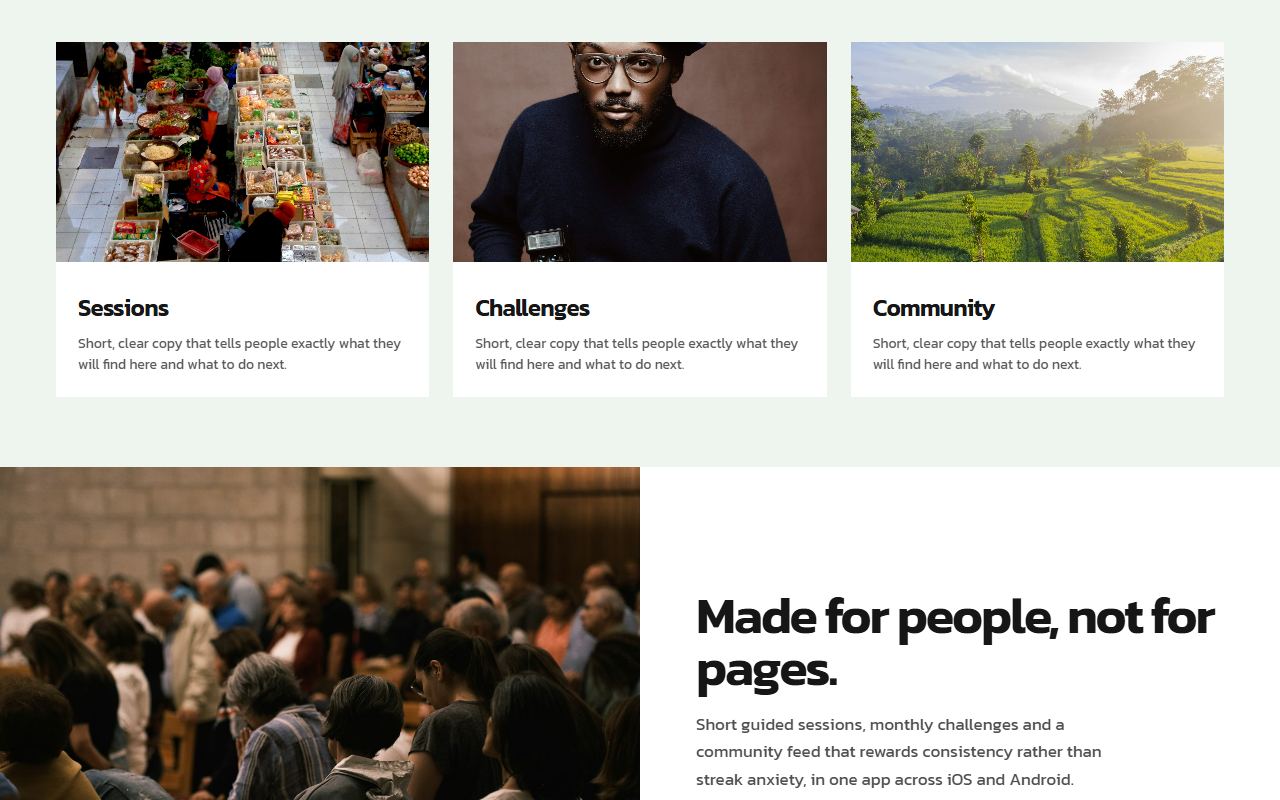 Sessions
Short, clear copy that tells people exactly what they
will find here and what to do next.
Challenges
Short, clear copy that tells people exactly what they
will find here and what to do next.
Community
Short, clear copy that tells people exactly what they
will find here and what to do next.
Made for people, not for
pages.
Short guided sessions, monthly challenges and a
community feed that rewards consistency rather than
streak anxiety, in one app across iOS and Android.